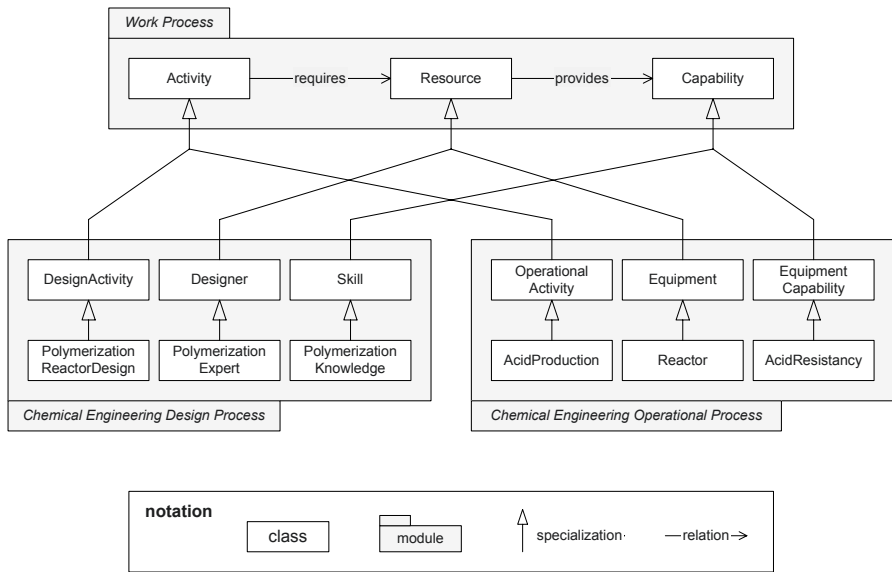 Work Process
Activity
requires
Resource
provides
Capability
DesignActivity
Designer
Skill
Operational
Activity
Equipment
Equipment
Capability
Polymerization
ReactorDesign
Polymerization
Expert
Polymerization
Knowledge
AcidProduction
Reactor
AcidResistancy
Chemical Engineering Design Process
Chemical Engineering Operational Process
notation
class
module
specialization
relation